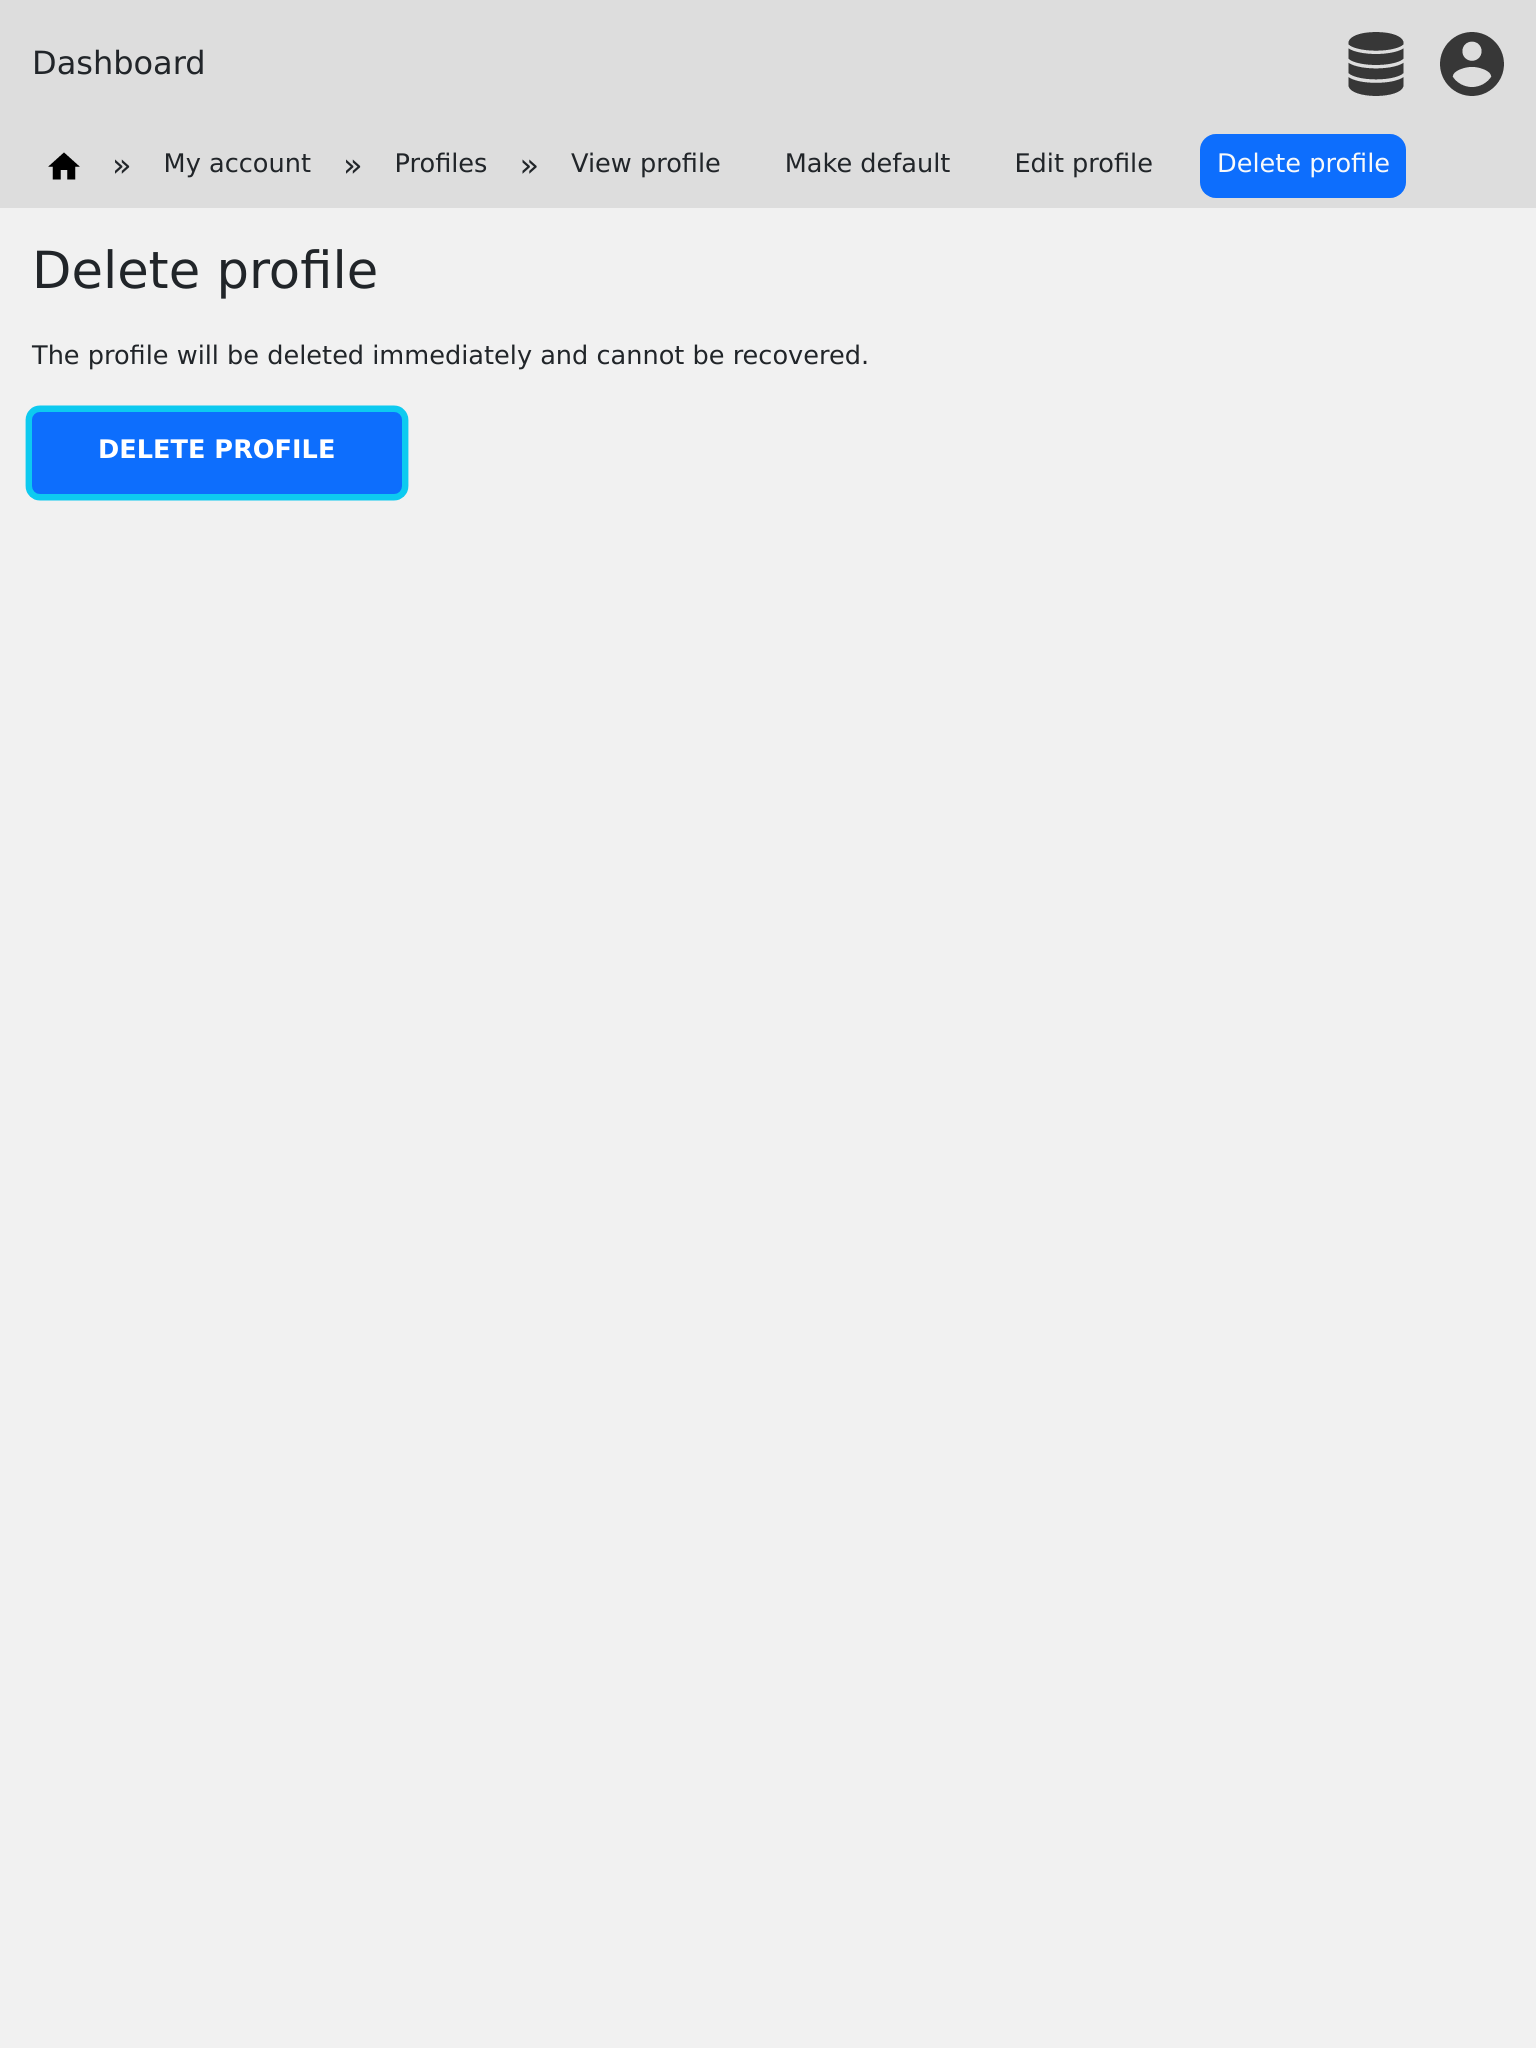 Dashboard
» My account » Profiles » View profile Make default Edit profile Delete profile
Delete profile
The profile will be deleted immediately and cannot be recovered.
DELETE PROFILE